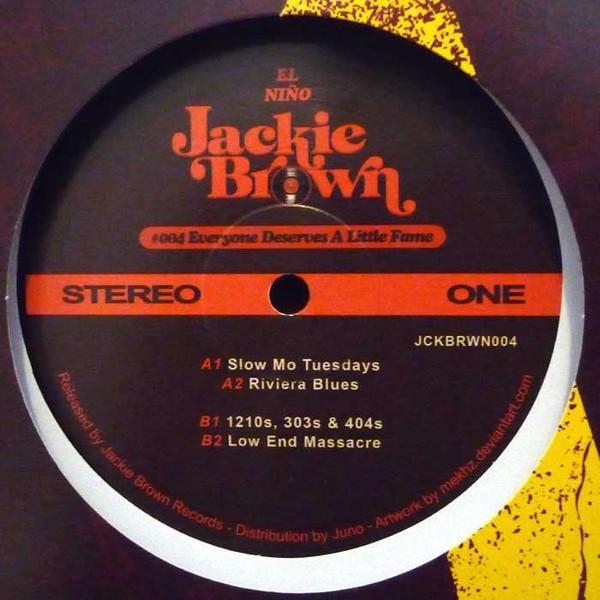 EL
NIÑO
Jackie
Brown
#004 Everyone Deserves A Little Fame
STEREO ONE
JCKBRWN004
A1 Slow Mo Tuesdays
A2 Riviera Blues
B1 1210s, 303s & 404s
B2 Low End Massacre
Released by Jackie Brown Records - Distribution by Juno - Artwork by mekhz.deviantart.com